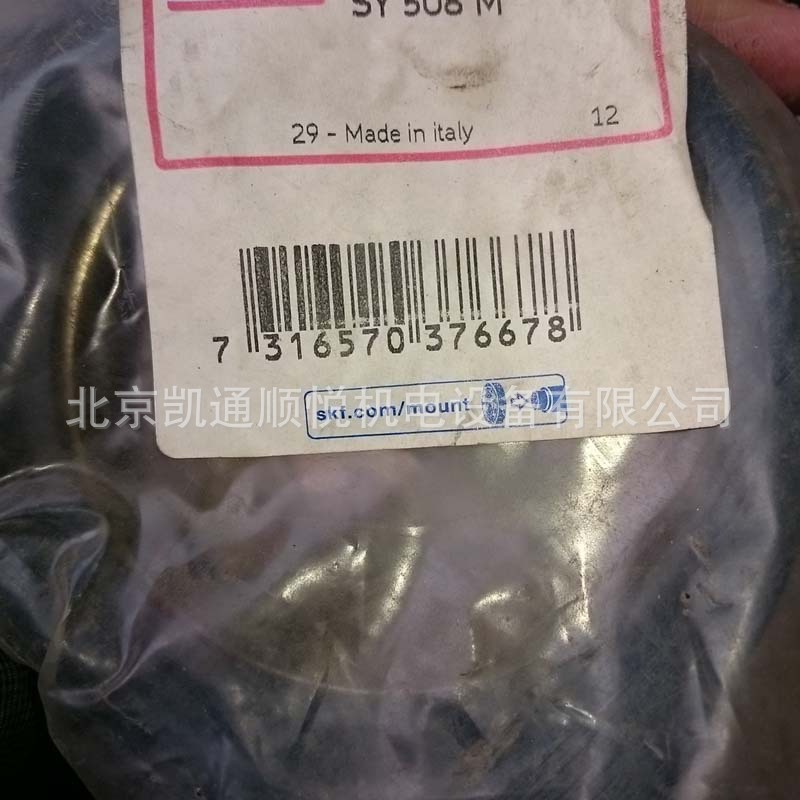 SY 508 M
29 - Made in italy
12
7 316570 376678
北京凯通顺悦机电设备有限公司
skf.com/mount